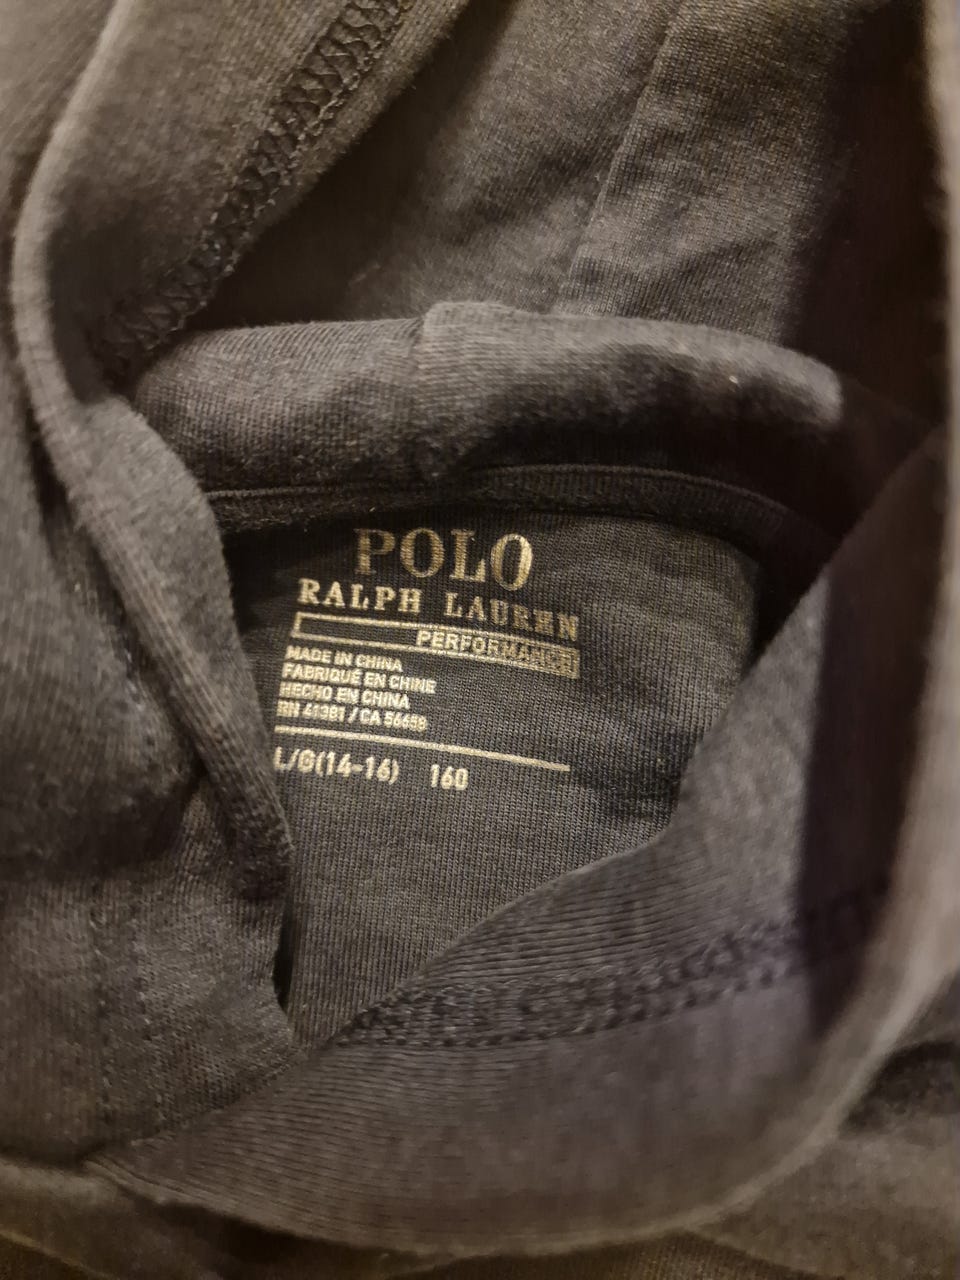 POLO
RALPH LAUREN
PERFORMANCE
MADE IN CHINA
FABRIQUÉ EN CHINE
HECHO EN CHINA
RN 41381 / CA 56658
L/G(14-16) 160